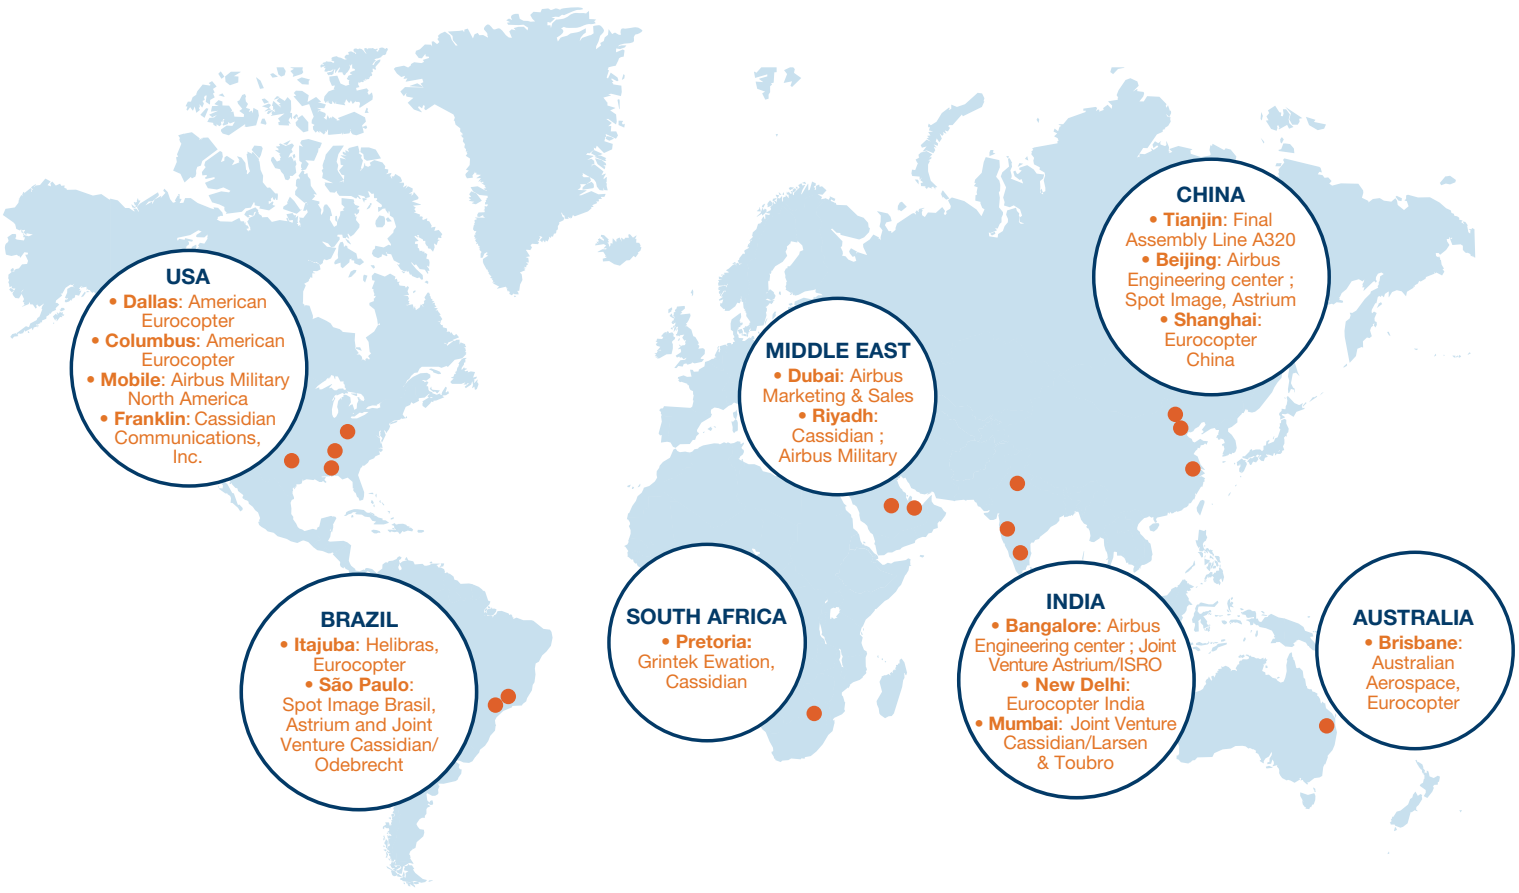 USA
• Dallas: American
Eurocopter
• Columbus: American
Eurocopter
• Mobile: Airbus Military
North America
• Franklin: Cassidian
Communications,
Inc.
BRAZIL
• Itajuba: Helibras,
Eurocopter
• São Paulo:
Spot Image Brasil,
Astrium and Joint
Venture Cassidian/
Odebrecht
MIDDLE EAST
• Dubai: Airbus
Marketing & Sales
• Riyadh:
Cassidian ;
Airbus Military
SOUTH AFRICA
• Pretoria:
Grintek Ewation,
Cassidian
CHINA
• Tianjin: Final
Assembly Line A320
• Beijing: Airbus
Engineering center ;
Spot Image, Astrium
• Shanghai:
Eurocopter
China
INDIA
• Bangalore: Airbus
Engineering center ; Joint
Venture Astrium/ISRO
• New Delhi:
Eurocopter India
• Mumbai: Joint Venture
Cassidian/Larsen
& Toubro
AUSTRALIA
• Brisbane:
Australian
Aerospace,
Eurocopter